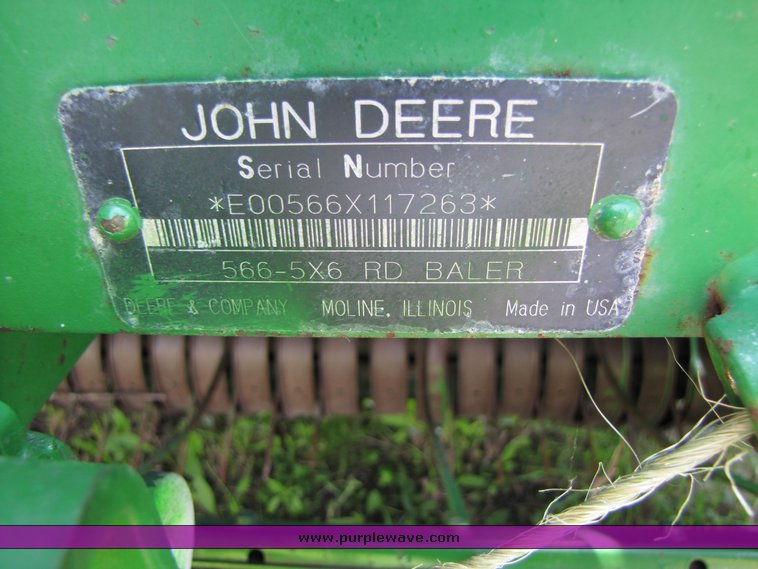 JOHN DEERE
Serial Number
*E00566X117263*
566-5X6 RD BALER
DEERE & COMPANY MOLINE, ILLINOIS Made in USA
www.purplewave.com